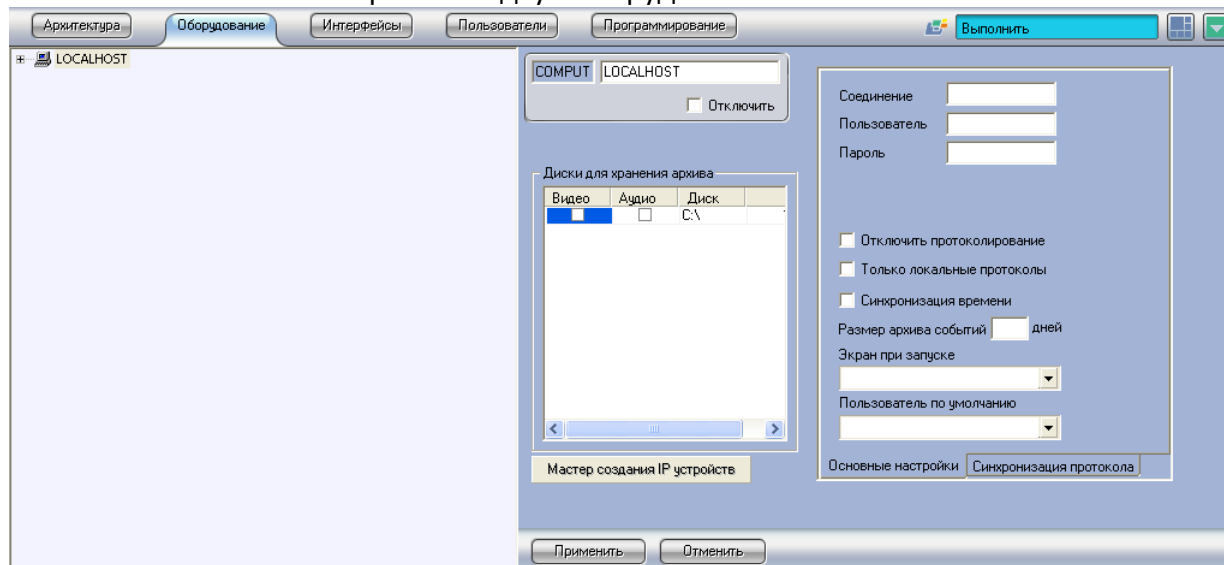 Архитектура Оборудование Интерфейсы Пользователи Программирование Выполнить
LOCALHOST
COMPUT LOCALHOST
Отключить
Диски для хранения архива
Видео Аудио Диск
C:\
Мастер создания IP устройств
Соединение
Пользователь
Пароль
Отключить протоколирование
Только локальные протоколы
Синхронизация времени
Размер архива событий дней
Экран при запуске
Пользователь по умолчанию
Основные настройки Синхронизация протокола
Применить Отменить